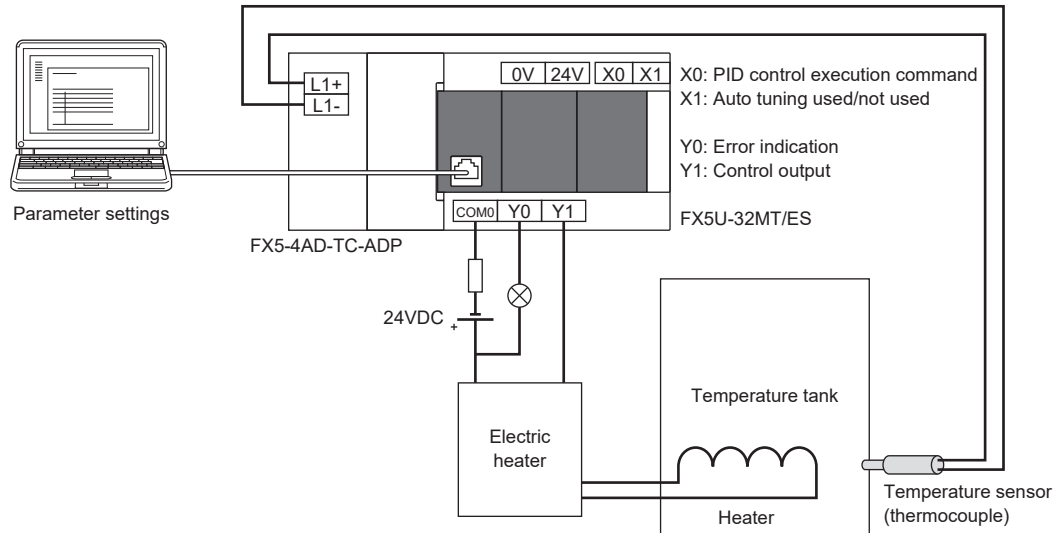 L1+
L1-
0V 24V X0 X1
X0: PID control execution command
X1: Auto tuning used/not used
Y0: Error indication
Y1: Control output
Parameter settings
COM0 Y0 Y1
FX5U-32MT/ES
FX5-4AD-TC-ADP
24VDC
+
Temperature tank
Electric
heater
Heater
Temperature sensor
(thermocouple)